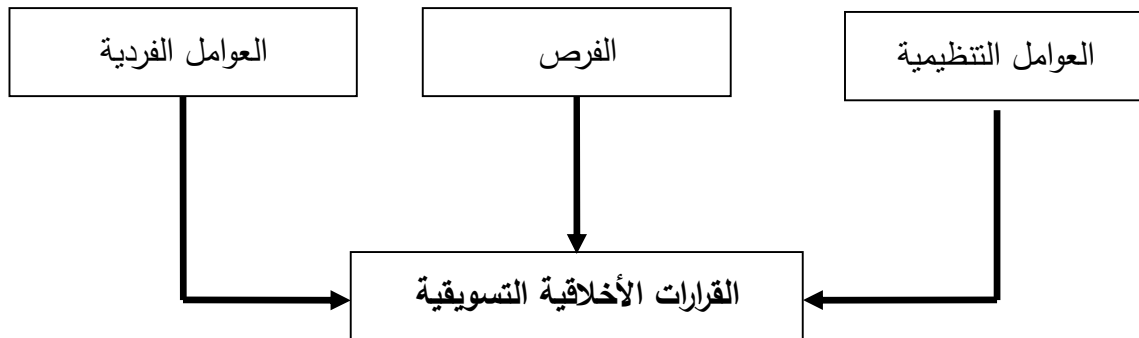 العوامل التنظيمية
الفرص
العوامل الفردية
القرارات الأخلاقية التسويقية